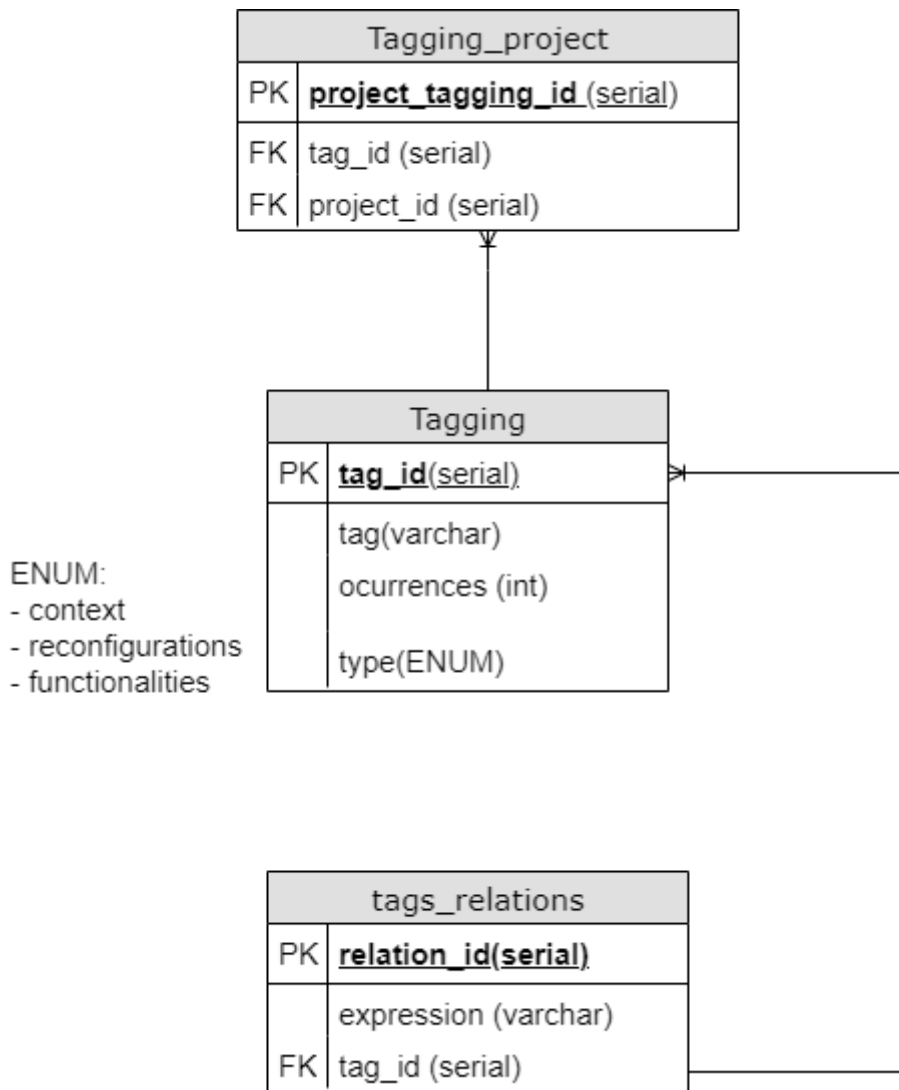 Tagging_project
PK project_tagging_id (serial)
FK tag_id (serial)
FK project_id (serial)
Tagging
PK tag_id(serial)
tag(varchar)
ocurrences (int)
type(ENUM)
ENUM:
- context
- reconfigurations
- functionalities
tags_relations
PK relation_id(serial)
expression (varchar)
FK tag_id (serial)